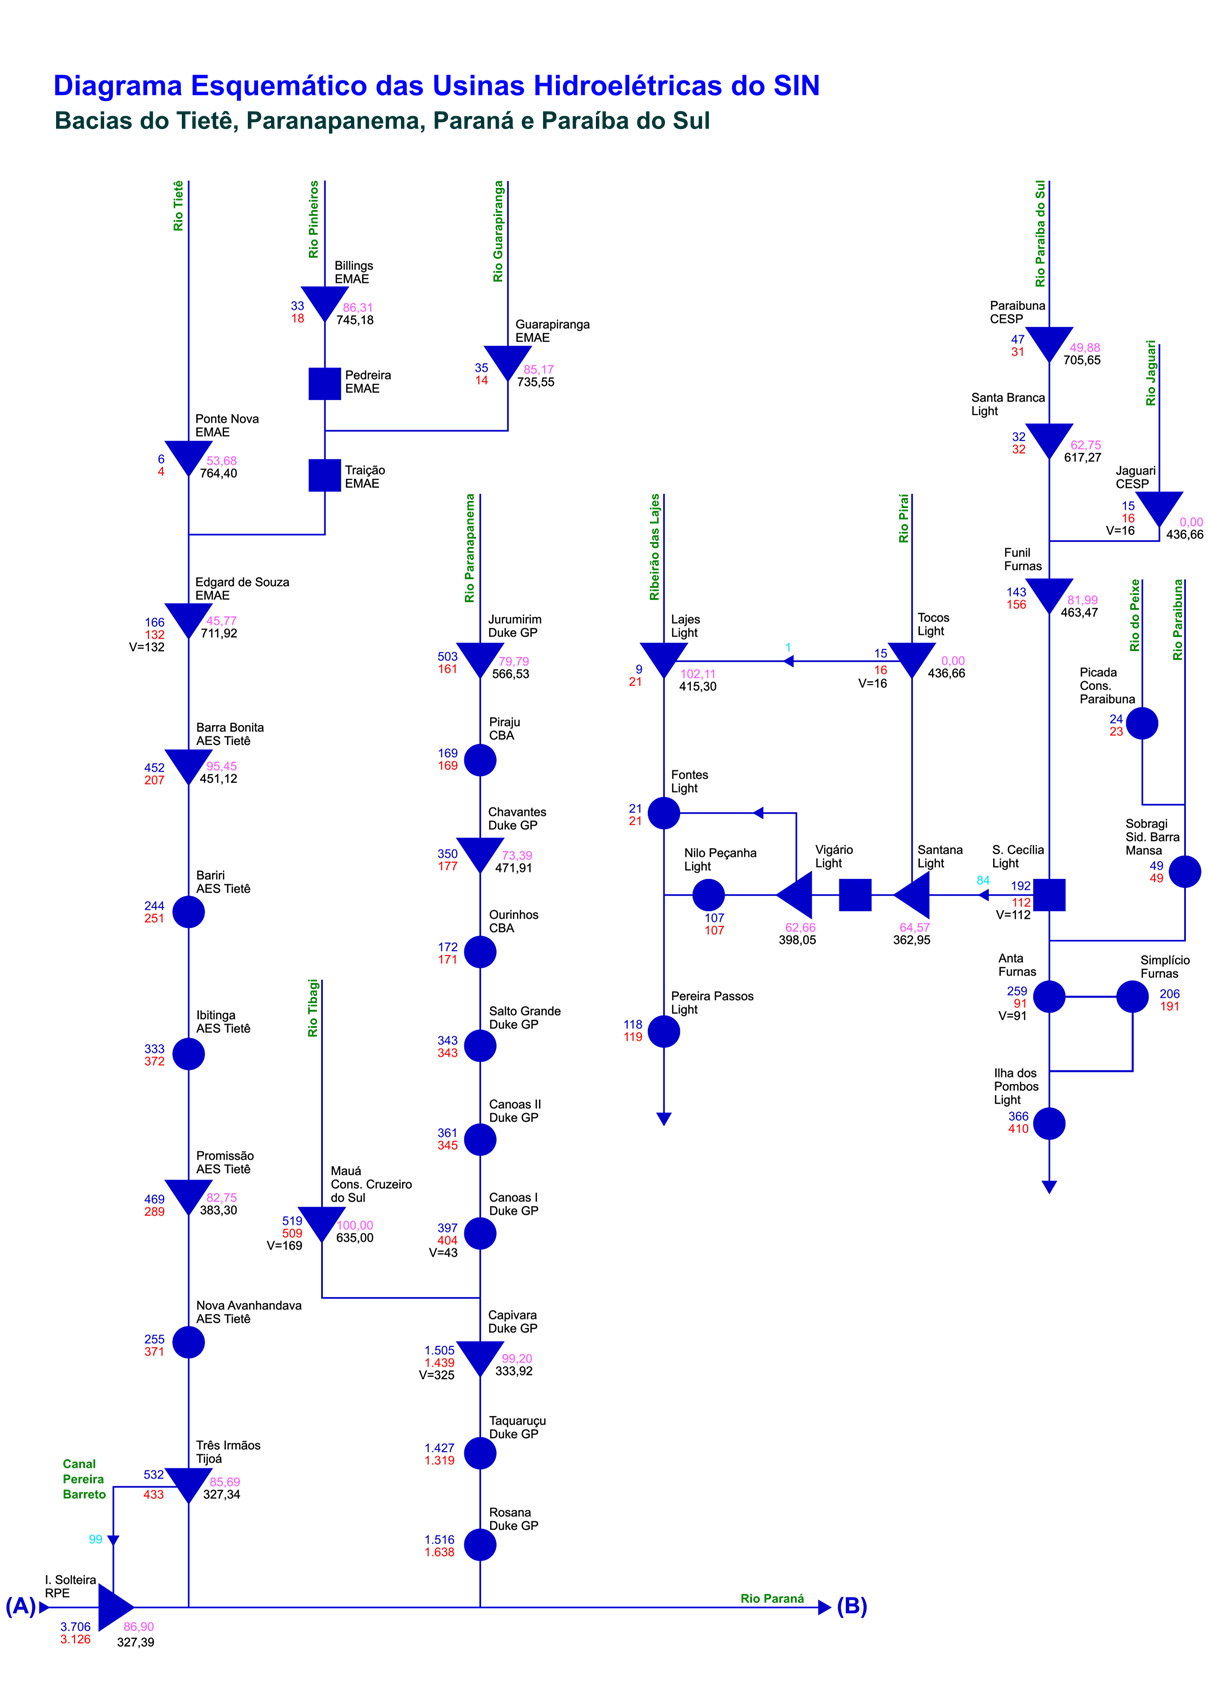 Diagrama Esquemático das Usinas Hidroelétricas do SIN
Bacias do Tietê, Paranapanema, Paraná e Paraíba do Sul
Rio Tietê
Ponte Nova
EMAE
6
4
53,68
764,40
Edgard de Souza
EMAE
166
132
V=132
45,77
711,92
Barra Bonita
AES Tietê
452
207
95,45
451,12
Bariri
AES Tietê
244
251
Ibitinga
AES Tietê
333
372
Promissão
AES Tietê
469
289
82,75
383,30
Nova Avanhandava
AES Tietê
255
371
Três Irmãos
Tijoá
532
433
85,69
327,34
Canal
Pereira
Barreto
99
I. Solteira
RPE
(A)
3.706
3.126
86,90
327,39
Rio Pinheiros
Billings
EMAE
33
18
86,31
745,18
Pedreira
EMAE
Traição
EMAE
Rio Guarapiranga
Guarapiranga
EMAE
35
14
85,17
735,55
Rio Tibagi
Mauá
Cons. Cruzeiro
do Sul
519
509
V=169
100,00
635,00
Rio Paranapanema
Jurumirim
Duke GP
503
161
79,79
566,53
Piraju
CBA
169
169
Chavantes
Duke GP
350
177
73,39
471,91
Ourinhos
CBA
172
171
Salto Grande
Duke GP
343
343
Canoas II
Duke GP
361
345
Canoas I
Duke GP
397
404
V=43
Capivara
Duke GP
1.505
1.439
V=325
99,20
333,92
Taquaruçu
Duke GP
1.427
1.319
Rosana
Duke GP
1.516
1.638
Rio Paraná
(B)
Ribeirão das Lajes
Lajes
Light
9
21
102,11
415,30
1
Rio Piraí
Tocos
Light
15
16
V=16
0,00
436,66
Fontes
Light
21
21
Nilo Peçanha
Light
107
107
Vigário
Light
62,66
398,05
Santana
Light
64,57
362,95
84
Pereira Passos
Light
118
119
Rio Paraíba do Sul
Paraibuna
CESP
47
31
49,88
705,65
Santa Branca
Light
32
32
62,75
617,27
Rio Jaguari
Jaguari
CESP
15
16
V=16
0,00
436,66
Funil
Furnas
143
156
81,99
463,47
Rio do Peixe
Rio Paraibuna
Picada
Cons.
Paraibuna
24
23
Sobragi
Sid. Barra
Mansa
49
49
S. Cecília
Light
192
112
V=112
Anta
Furnas
259
91
V=91
Simplício
Furnas
206
191
Ilha dos
Pombos
Light
366
410